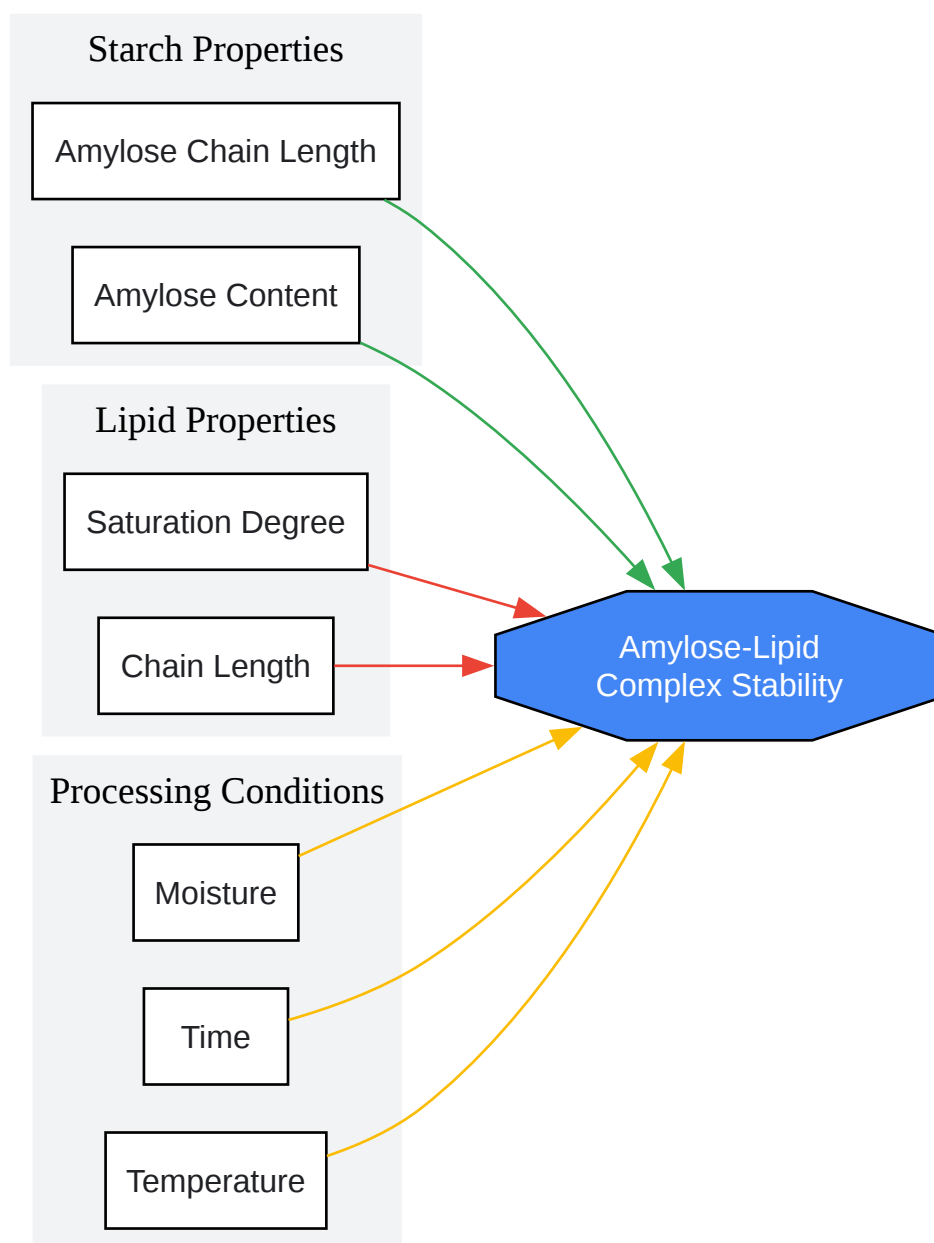 Starch Properties
Amylose Chain Length
Amylose Content
Lipid Properties
Saturation Degree
Chain Length
Amylose-Lipid
Complex Stability
Processing Conditions
Moisture
Time
Temperature